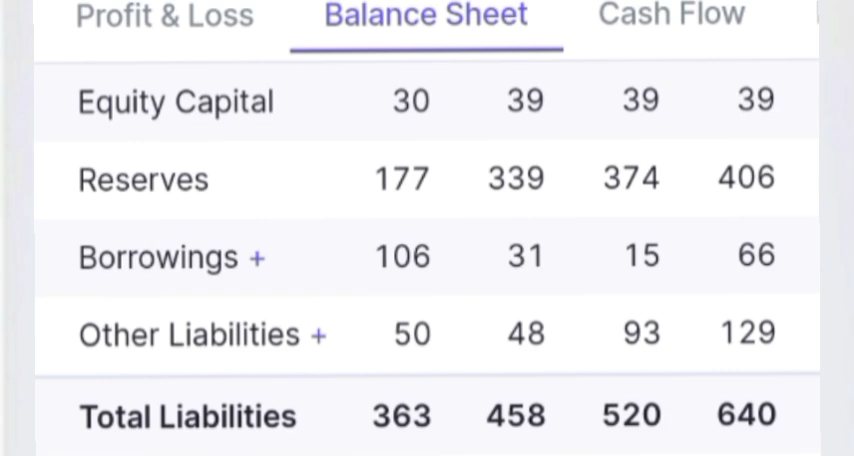 Profit & Loss Balance Sheet Cash Flow
Equity Capital 30 39 39 39
Reserves 177 339 374 406
Borrowings + 106 31 15 66
Other Liabilities + 50 48 93 129
Total Liabilities 363 458 520 640